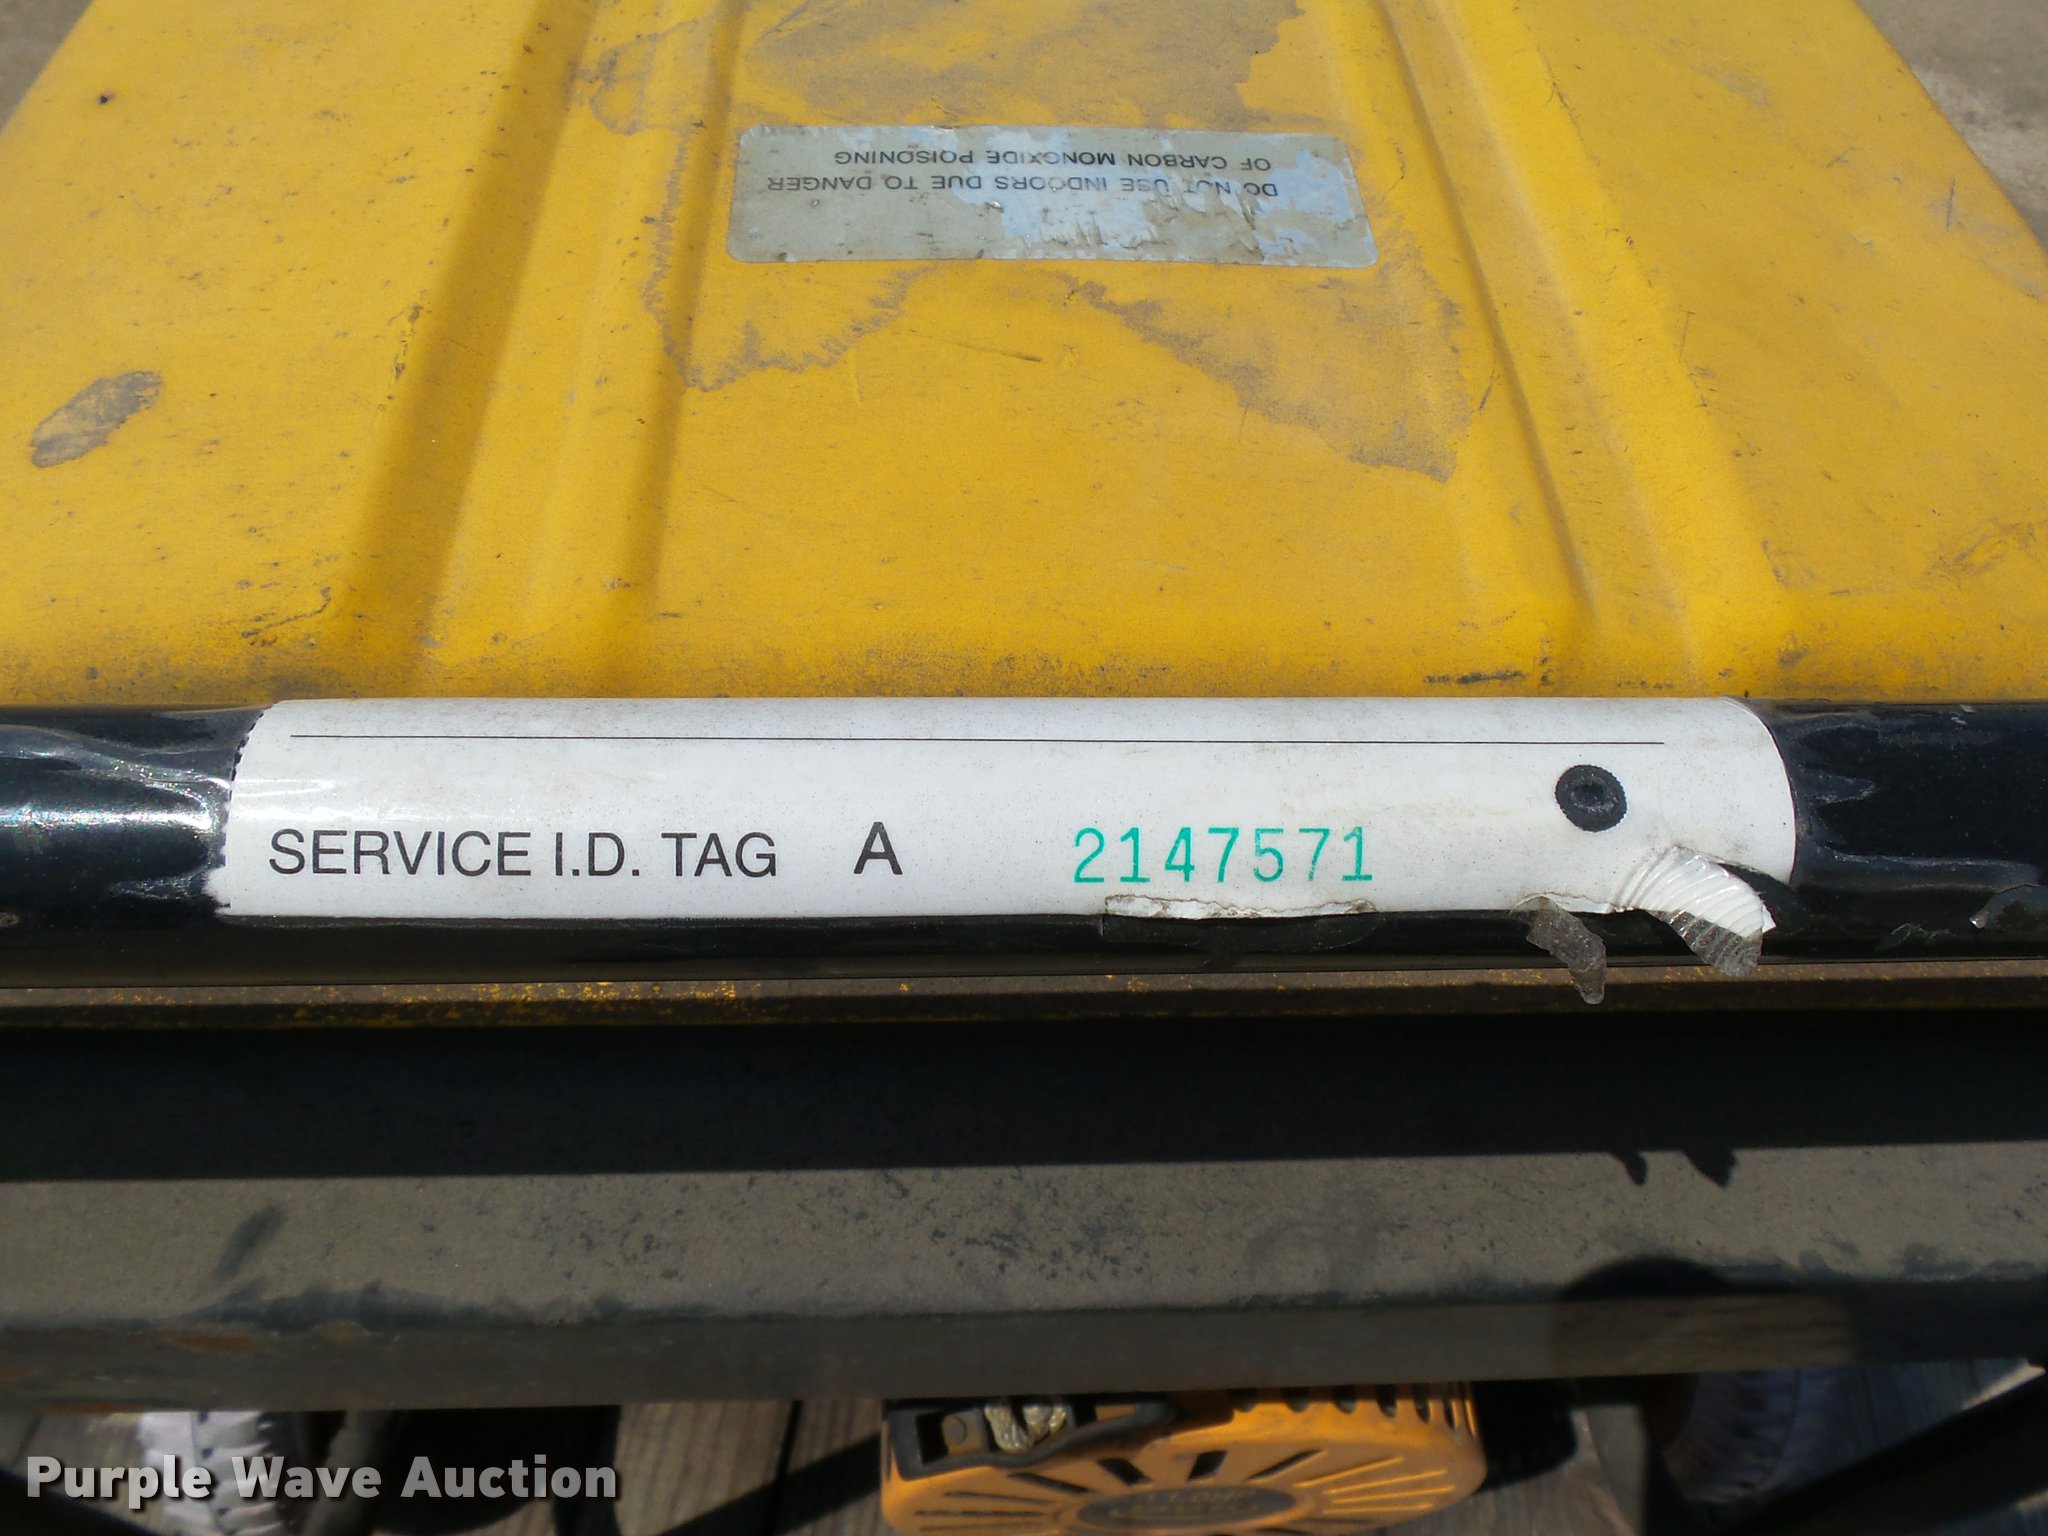 DO NOT USE INDOORS DUE TO DANGER
OF CARBON MONOXIDE POISONING
SERVICE I.D. TAG A 2147571
Purple Wave Auction